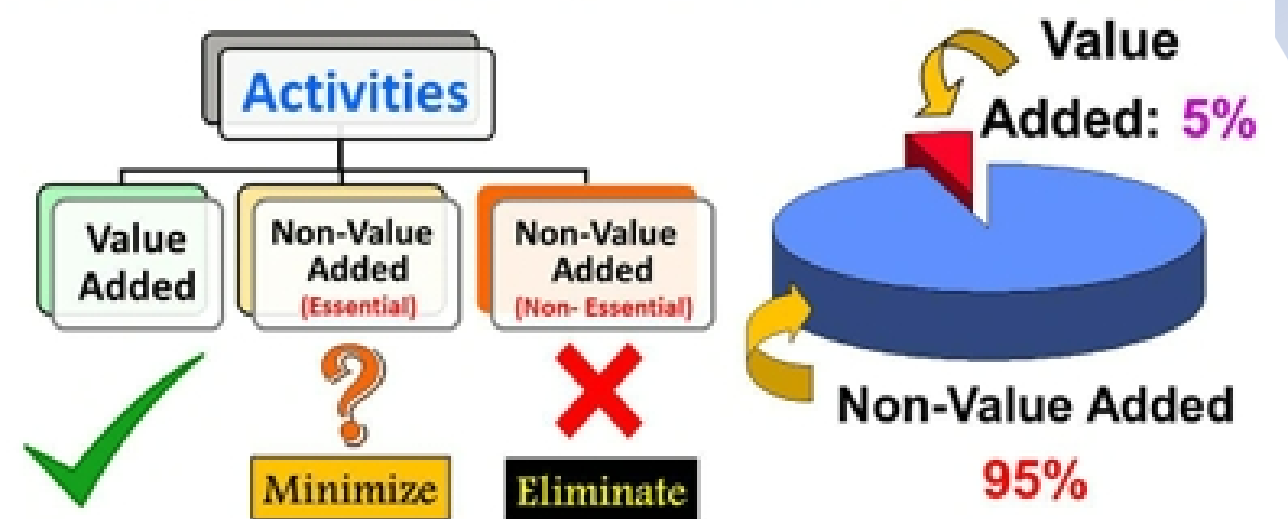 Activities
Value
Added
Non-Value
Added
(Essential)
Non-Value
Added
(Non- Essential)
?
Minimize
Eliminate
Value
Added: 5%
Non-Value Added
95%